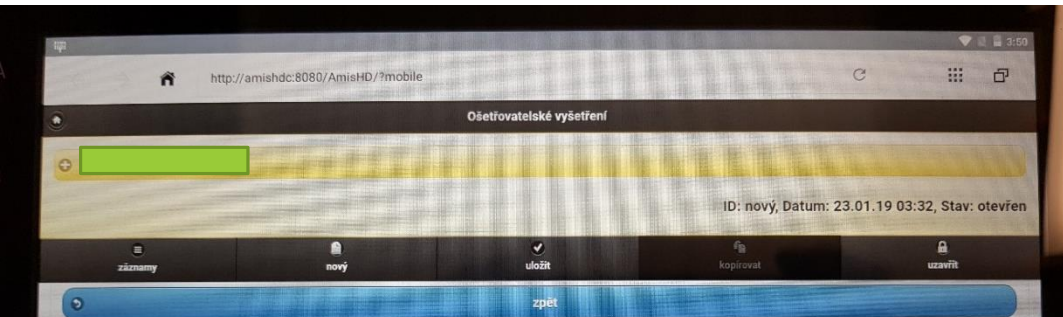 3:50
http://amishdc:8080/AmisHD/?mobile
Ošetřovatelské vyšetření
ID: nový, Datum: 23.01.19 03:32, Stav: otevřen
záznamy nový uložit kopírovat uzavřít
zpět